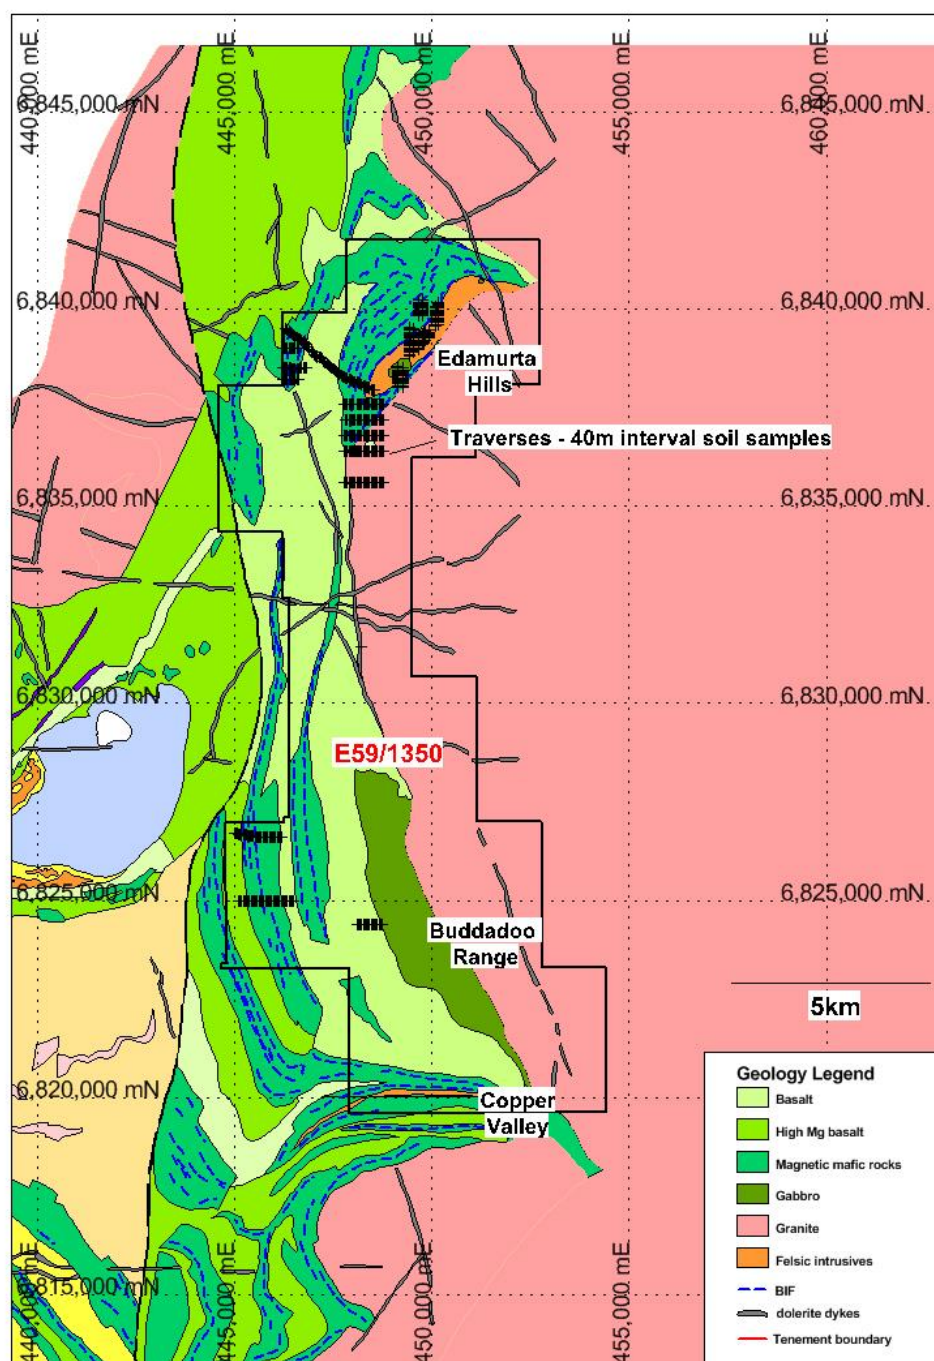 440,000 mE
445,000 mE
450,000 mE
455,000 mE
460,000 mE
6,845,000 mN
6,845,000 mN
6,840,000 mN
6,840,000 mN
Edamurta
Hills
Traverses - 40m interval soil samples
6,835,000 mN
6,835,000 mN
6,830,000 mN
6,830,000 mN
E59/1350
6,825,000 mN
6,825,000 mN
Buddadoo
Range
5km
6,820,000 mN
6,820,000 mN
Copper
Valley
6,815,000 mN
440,000 mE
445,000 mE
450,000 mE
455,000
Geology Legend
Basalt
High Mg basalt
Magnetic mafic rocks
Gabbro
Granite
Felsic intrusives
BIF
dolerite dykes
Tenement boundary